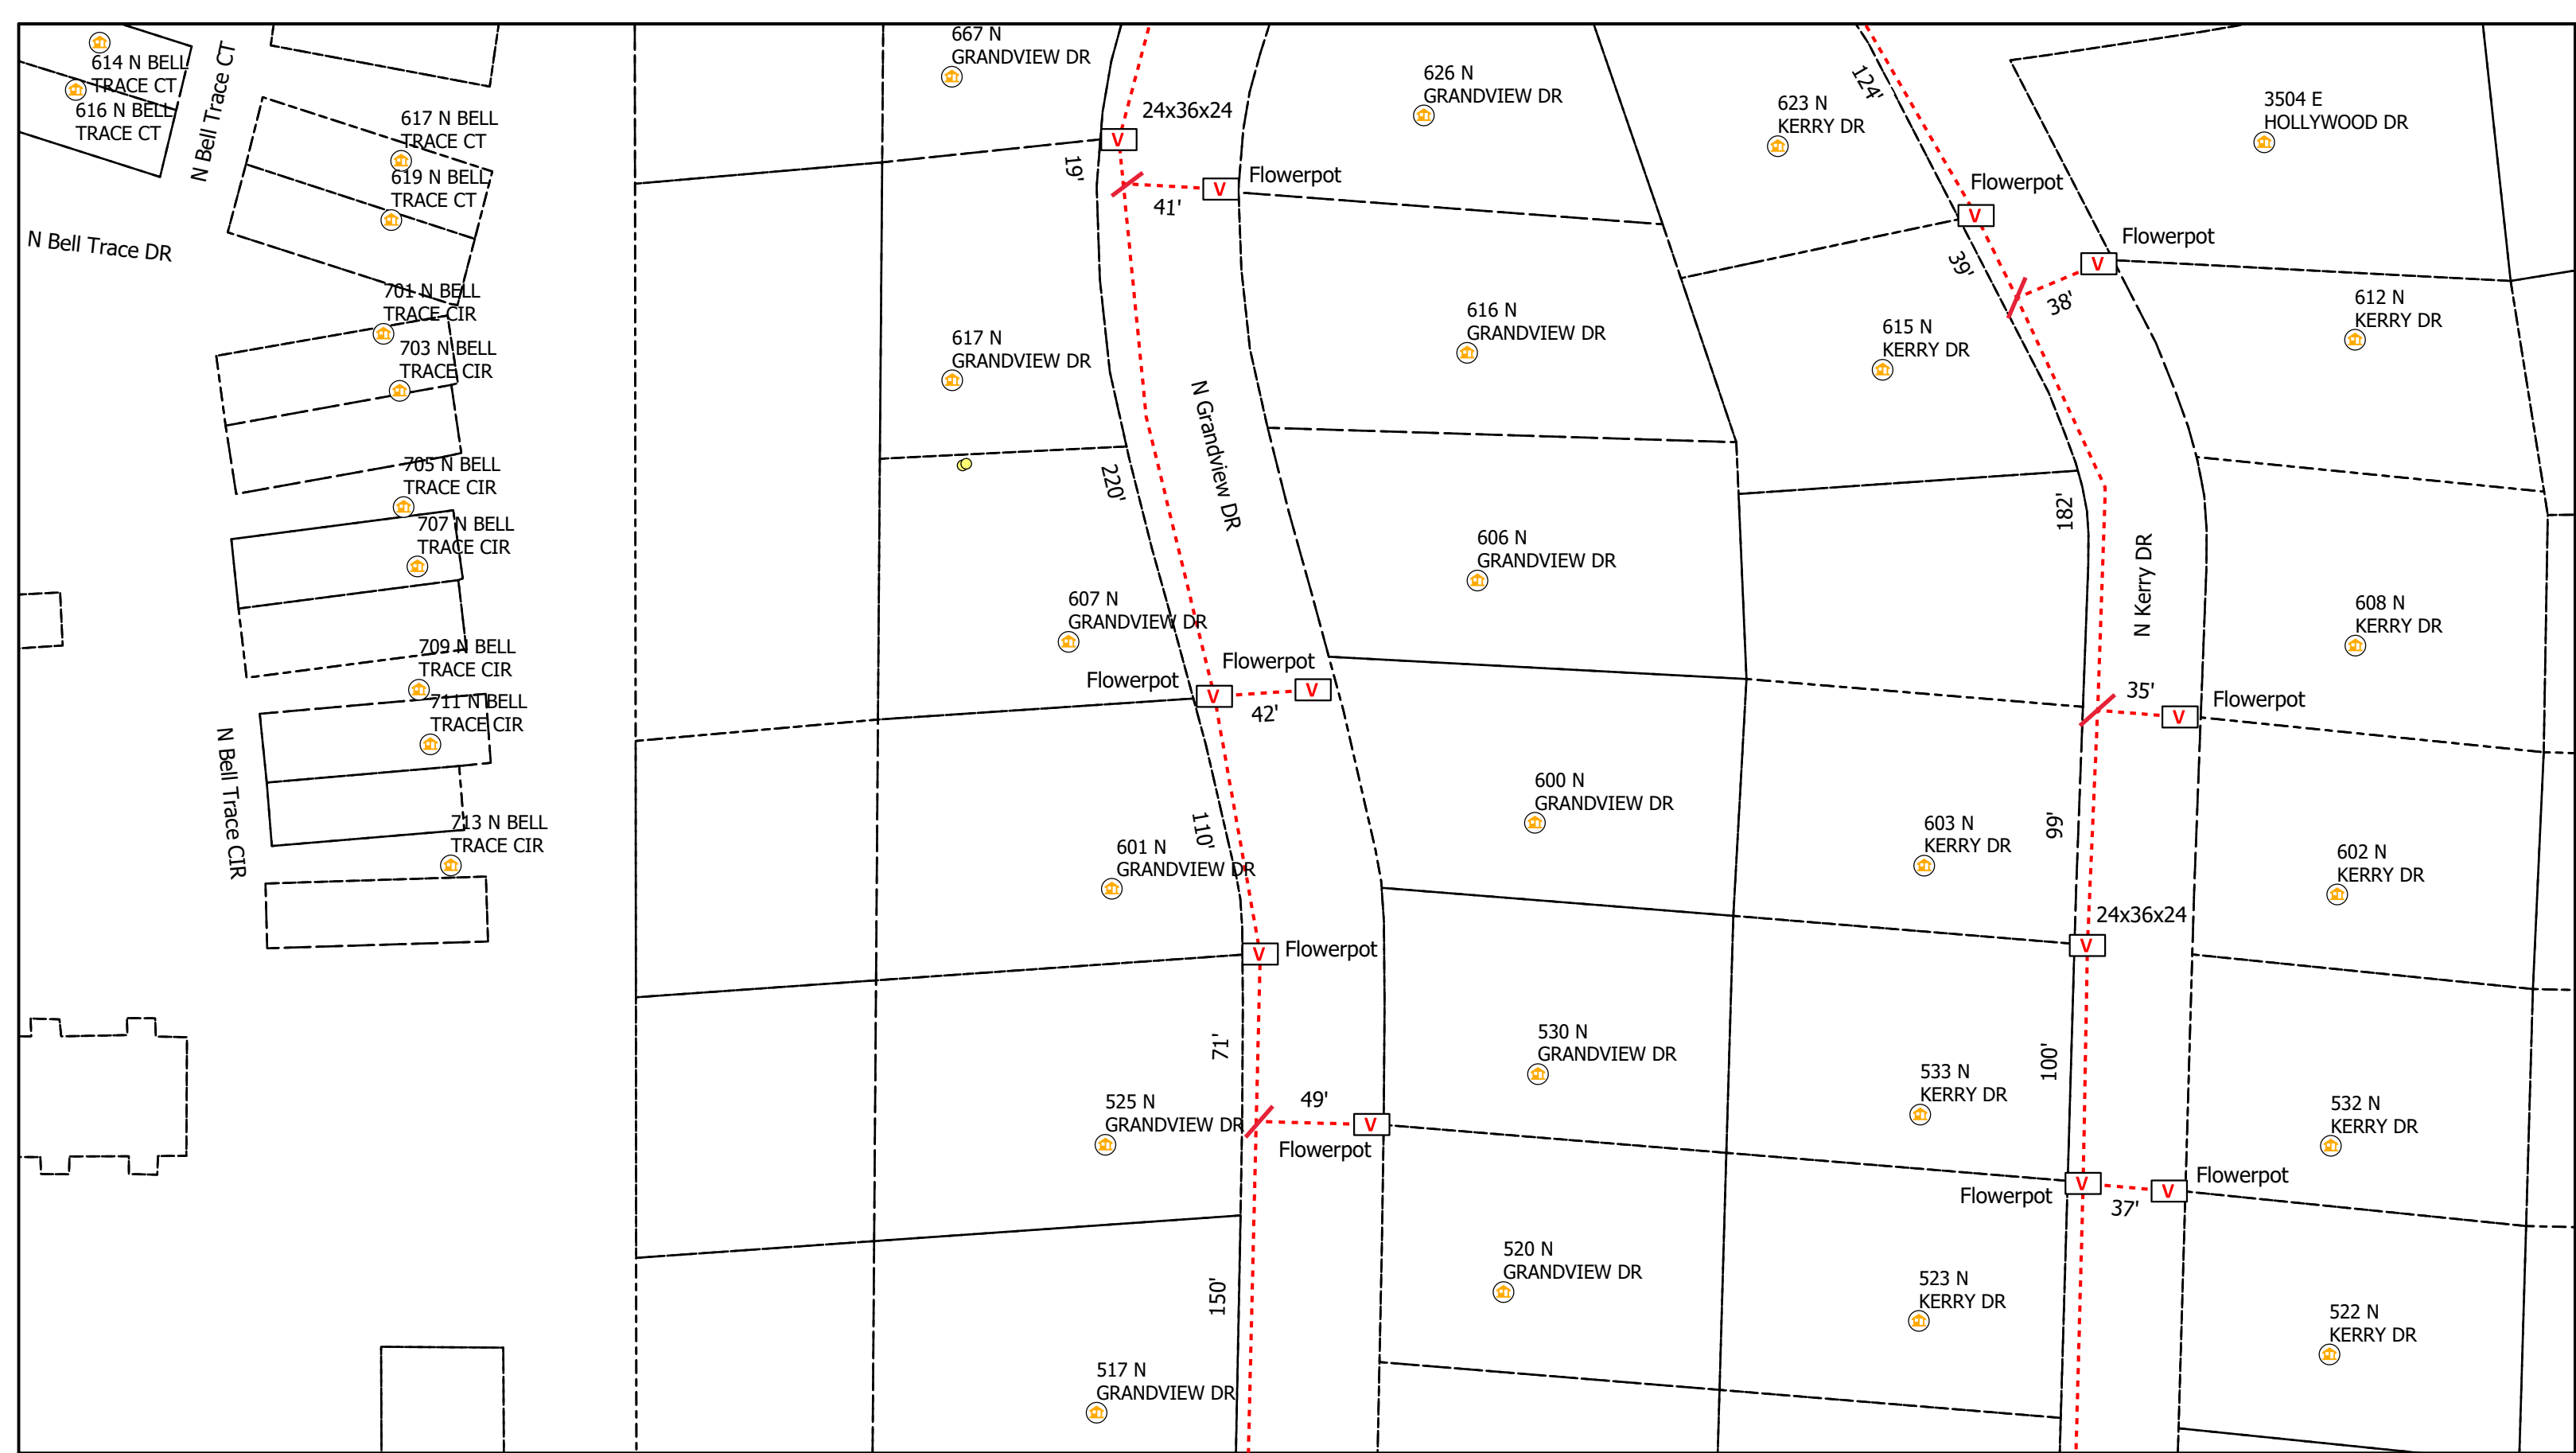 614 N BELL
TRACE CT
616 N BELL
TRACE CT
N Bell Trace CT
617 N BELL
TRACE CT
619 N BELL
TRACE CT
N Bell Trace DR
701 N BELL
TRACE CIR
703 N BELL
TRACE CIR
705 N BELL
TRACE CIR
707 N BELL
TRACE CIR
709 N BELL
TRACE CIR
711 N BELL
TRACE CIR
N Bell Trace CIR
713 N BELL
TRACE CIR
667 N
GRANDVIEW DR
24x36x24
V
19'
41'
V
Flowerpot
626 N
GRANDVIEW DR
617 N
GRANDVIEW DR
616 N
GRANDVIEW DR
N Grandview DR
220'
606 N
GRANDVIEW DR
607 N
GRANDVIEW DR
Flowerpot
Flowerpot
V
V
42'
600 N
GRANDVIEW DR
110'
601 N
GRANDVIEW DR
V
Flowerpot
71'
530 N
GRANDVIEW DR
525 N
GRANDVIEW DR
49'
V
Flowerpot
520 N
GRANDVIEW DR
150'
517 N
GRANDVIEW DR
124'
623 N
KERRY DR
3504 E
HOLLYWOOD DR
Flowerpot
V
Flowerpot
V
39'
38'
612 N
KERRY DR
615 N
KERRY DR
182'
N Kerry DR
608 N
KERRY DR
35'
V
Flowerpot
99'
603 N
KERRY DR
602 N
KERRY DR
24x36x24
V
100'
533 N
KERRY DR
532 N
KERRY DR
V
Flowerpot
V
Flowerpot
37'
523 N
KERRY DR
522 N
KERRY DR